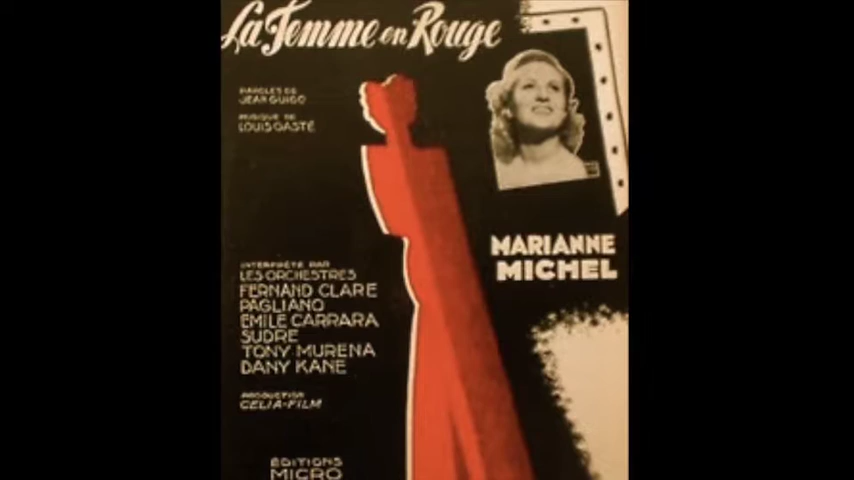 La Femme en Rouge
PAROLES DE
JEAN GUIGO
MUSIQUE DE
LOUIS GASTÉ
MARIANNE
MICHEL
INTERPRÉTÉ PAR
LES ORCHESTRES
FERNAND CLARE
PAGLIANO
EMILE CARRARA
SUDRE
TONY MURENA
DANY KANE
PRODUCTION
CELIA-FILM
ÉDITIONS
MICRO